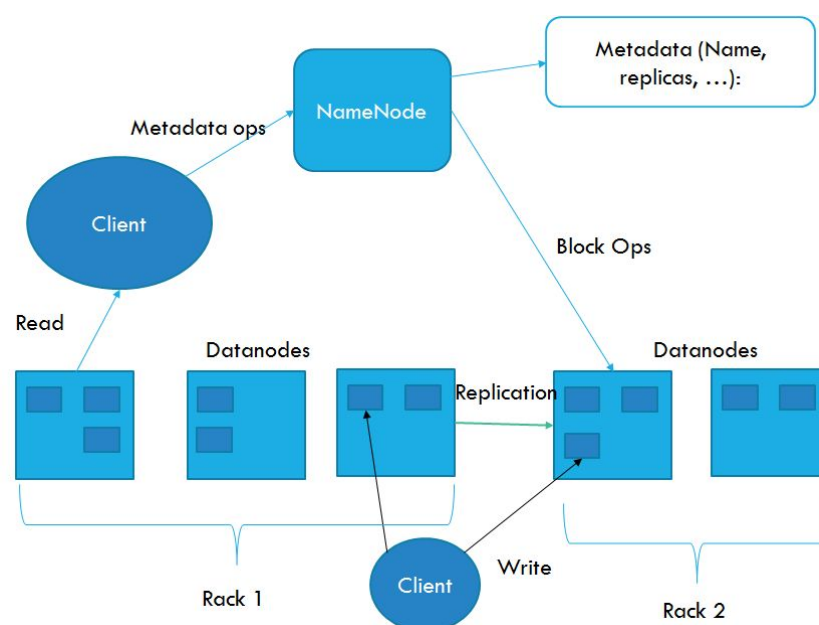 Metadata (Name,
replicas, ...):
NameNode
Metadata ops
Client
Block Ops
Read
Datanodes
Datanodes
Replication
Client
Write
Rack 1
Rack 2